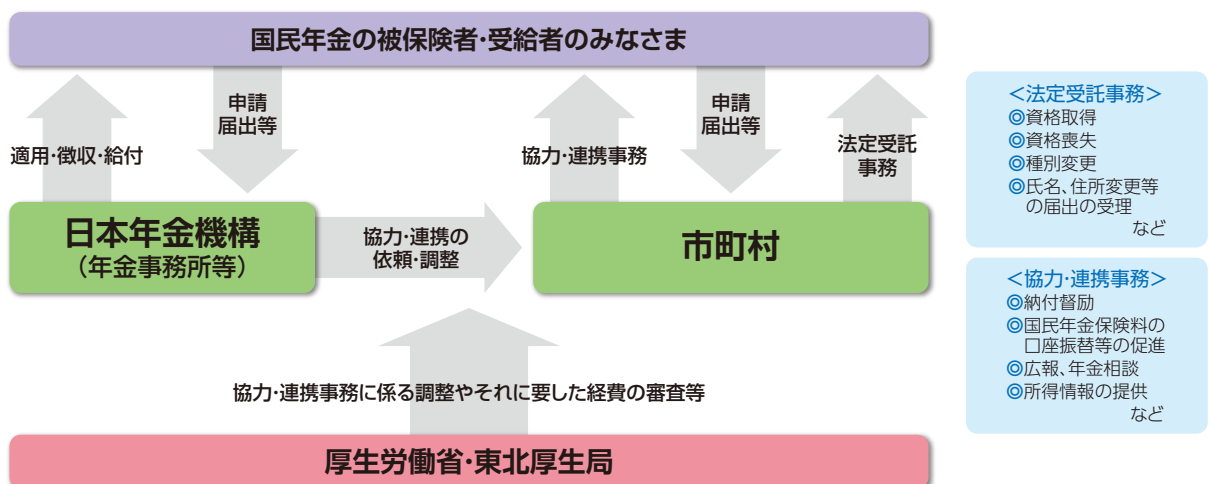 国民年金の被保険者・受給者のみなさま
適用・徴収・給付
申請
届出等
協力・連携事務
申請
届出等
法定受託
事務
日本年金機構
（年金事務所等）
協力・連携の
依頼・調整
市町村
協力・連携事務に係る調整やそれに要した経費の審査等
厚生労働省・東北厚生局
＜法定受託事務＞
◎資格取得
◎資格喪失
◎種別変更
◎氏名、住所変更等
の届出の受理
など
＜協力・連携事務＞
◎納付督励
◎国民年金保険料の
口座振替等の促進
◎広報、年金相談
◎所得情報の提供
など